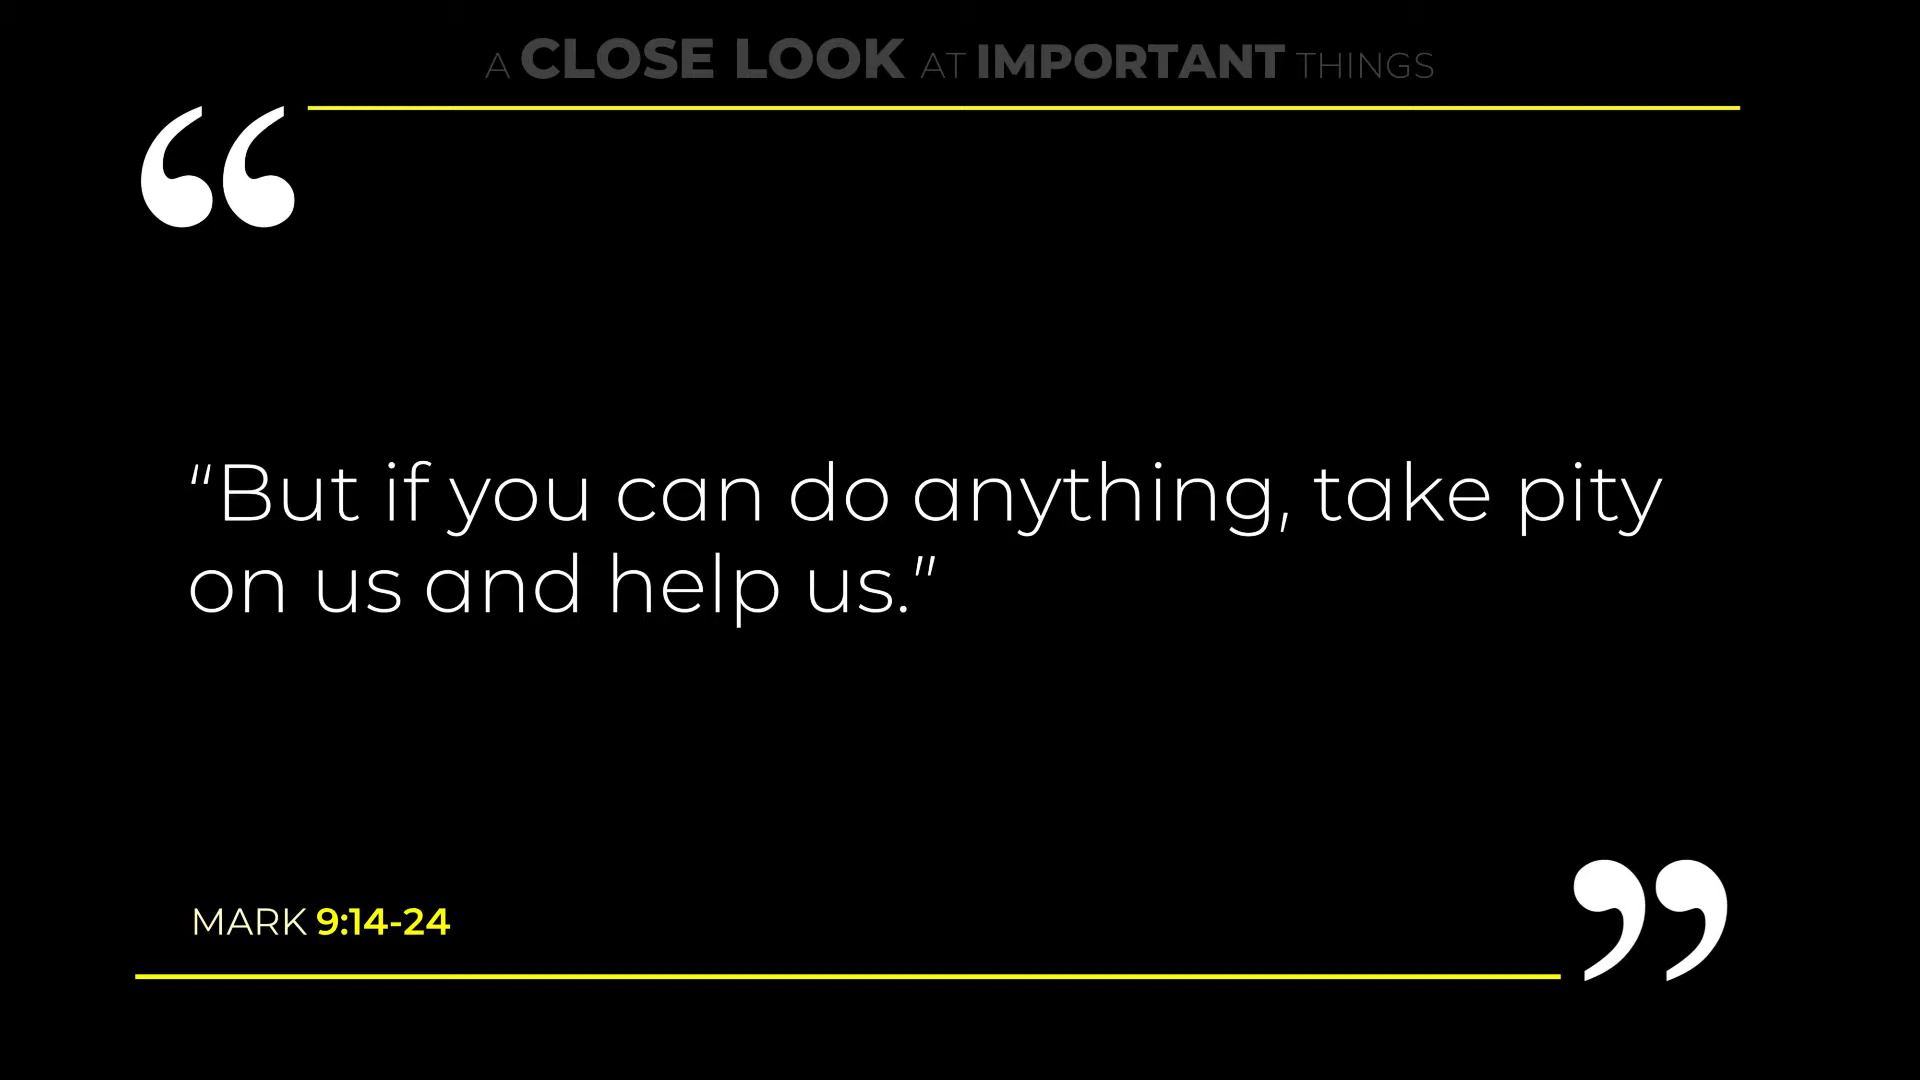 A CLOSE LOOK AT IMPORTANT THINGS
“
“But if you can do anything, take pity
on us and help us.”
MARK 9:14-24
”